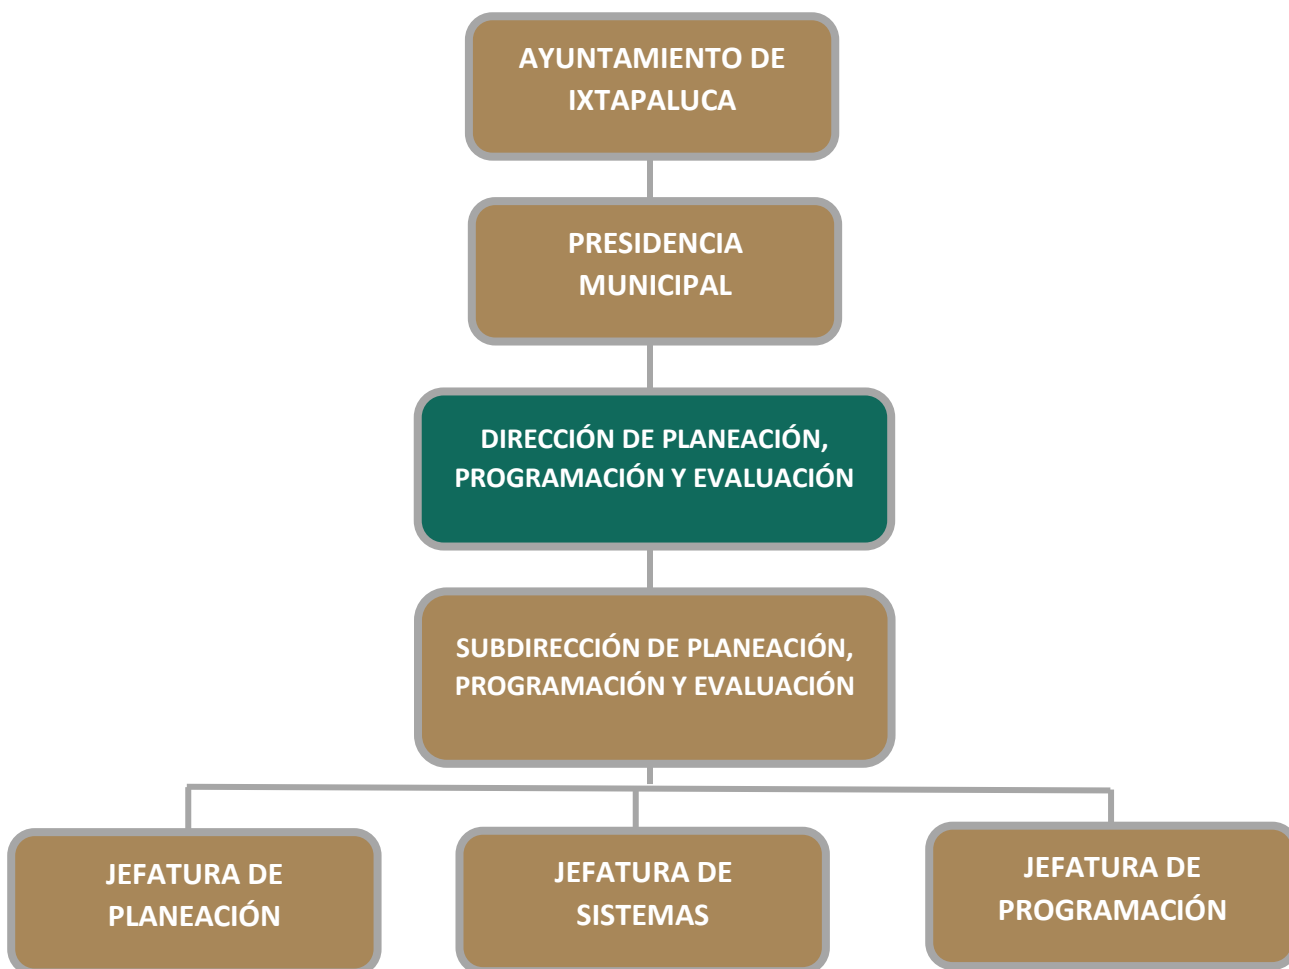 AYUNTAMIENTO DE
IXTAPALUCA
PRESIDENCIA
MUNICIPAL
DIRECCIÓN DE PLANEACIÓN,
PROGRAMACIÓN Y EVALUACIÓN
SUBDIRECCIÓN DE PLANEACIÓN,
PROGRAMACIÓN Y EVALUACIÓN
JEFATURA DE
PLANEACIÓN
JEFATURA DE
SISTEMAS
JEFATURA DE
PROGRAMACIÓN